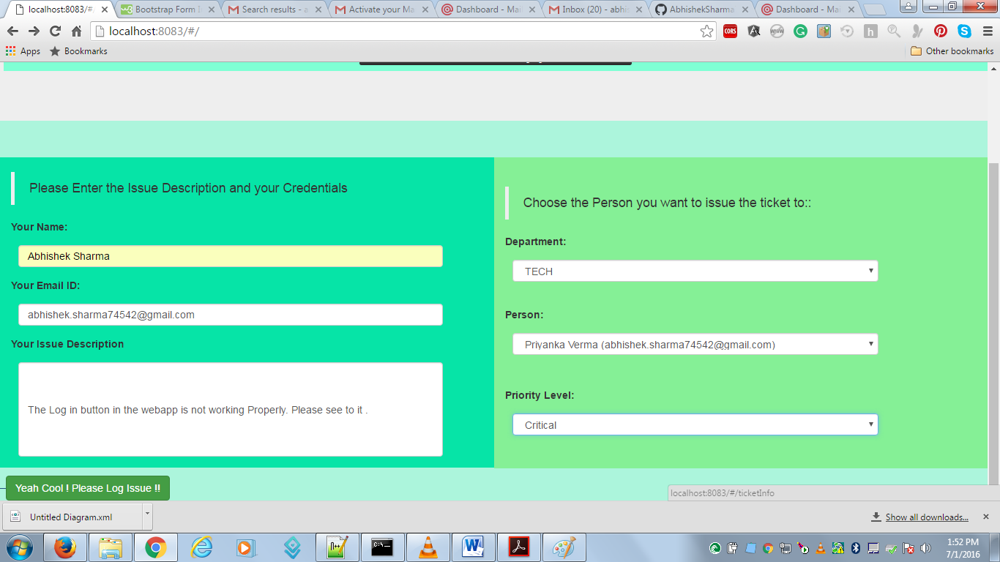 localhost:8083/#/
Bootstrap Form I
Search results - a
Activate your Ma
Dashboard - Mai
Inbox (20) - abhis
AbhishekSharma
Dashboard - Mai
localhost:8083/#/
CORS
Apps
Bookmarks
Other bookmarks
Please Enter the Issue Description and your Credentials
Your Name:
Abhishek Sharma
Your Email ID:
abhishek.sharma74542@gmail.com
Your Issue Description
The Log in button in the webapp is not working Properly. Please see to it .
Choose the Person you want to issue the ticket to::
Department:
TECH
Person:
Priyanka Verma (abhishek.sharma74542@gmail.com)
Priority Level:
Critical
Yeah Cool ! Please Log Issue !!
localhost:8083/#/ticketInfo
Untitled Diagram.xml
Show all downloads...
1:52 PM
7/1/2016